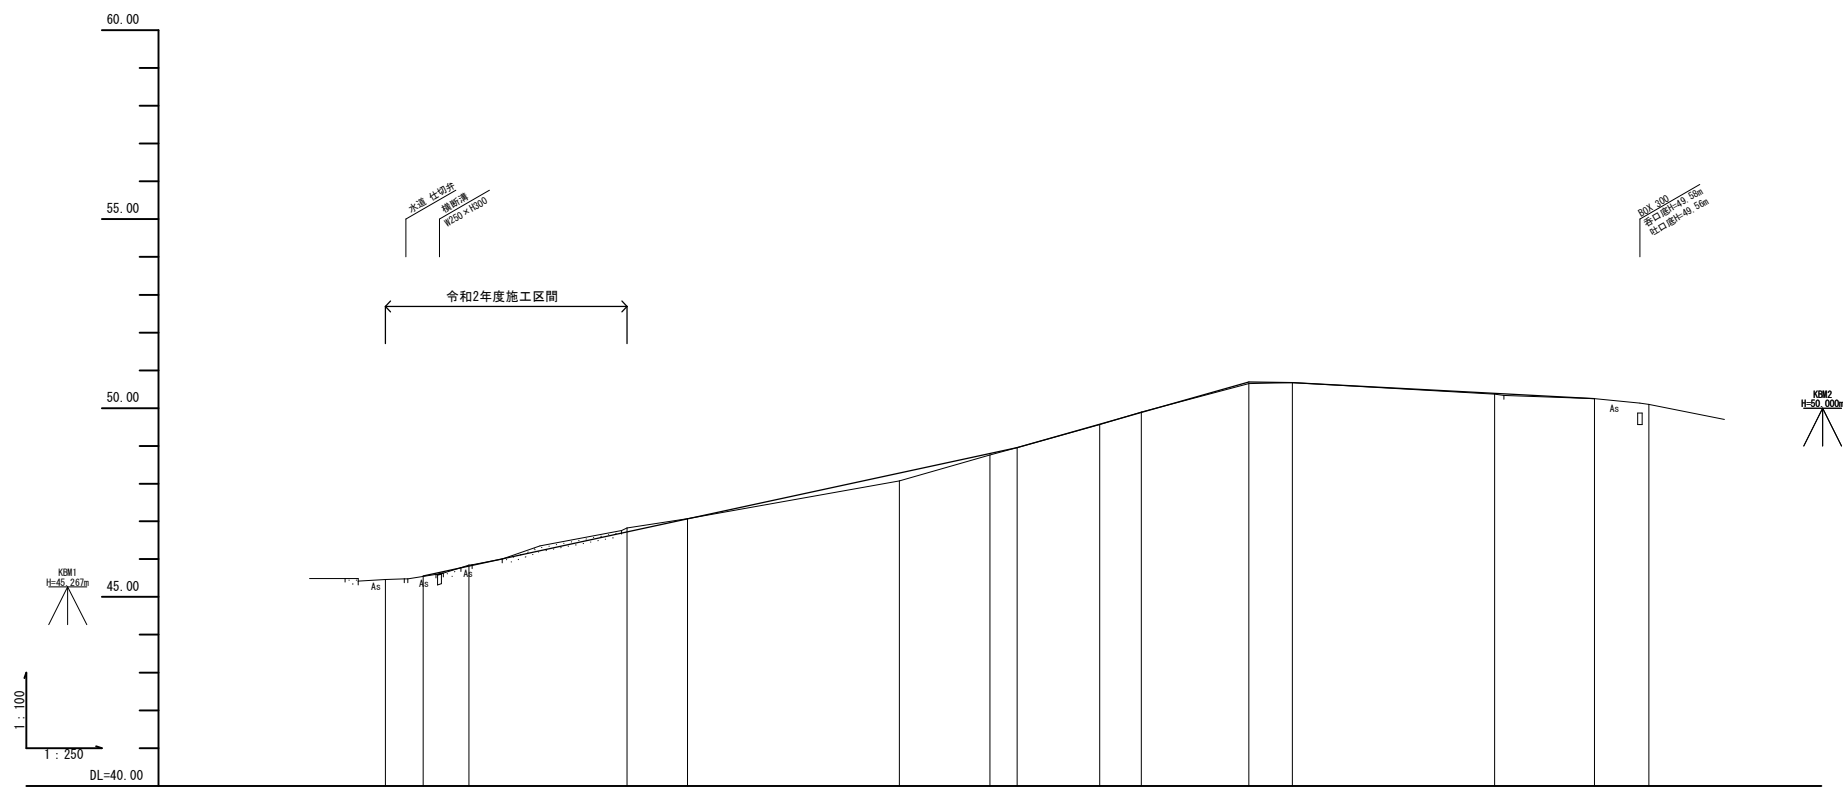 60.00
水道 仕切弁
横断溝
W250×H300
BOX 300
呑口底H=49.58m
吐口底H=49.56m
55.00
令和2年度施工区間
50.00
KBM2
H=50.000m
As
KBM1
H=45.267m
As
As
As
45.00
1 : 100
1 : 250
DL=40.00